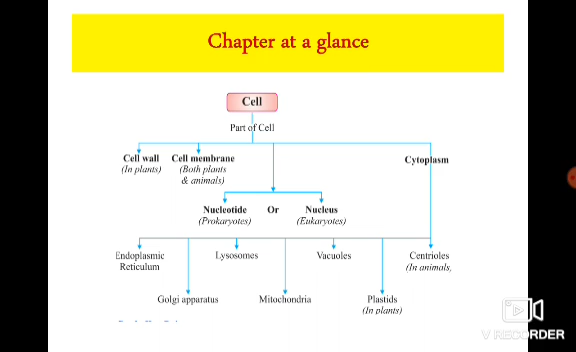 Chapter at a glance
Cell
Part of Cell
Cell wall
(In plants)
Cell membrane
(Both plants
& animals)
Cytoplasm
Nucleotide
(Prokaryotes)
Or
Nucleus
(Eukaryotes)
Endoplasmic
Reticulum
Lysosomes
Vacuoles
Centrioles
(In animals,
Golgi apparatus
Mitochondria
Plastids
(In plants)
V RECORDER